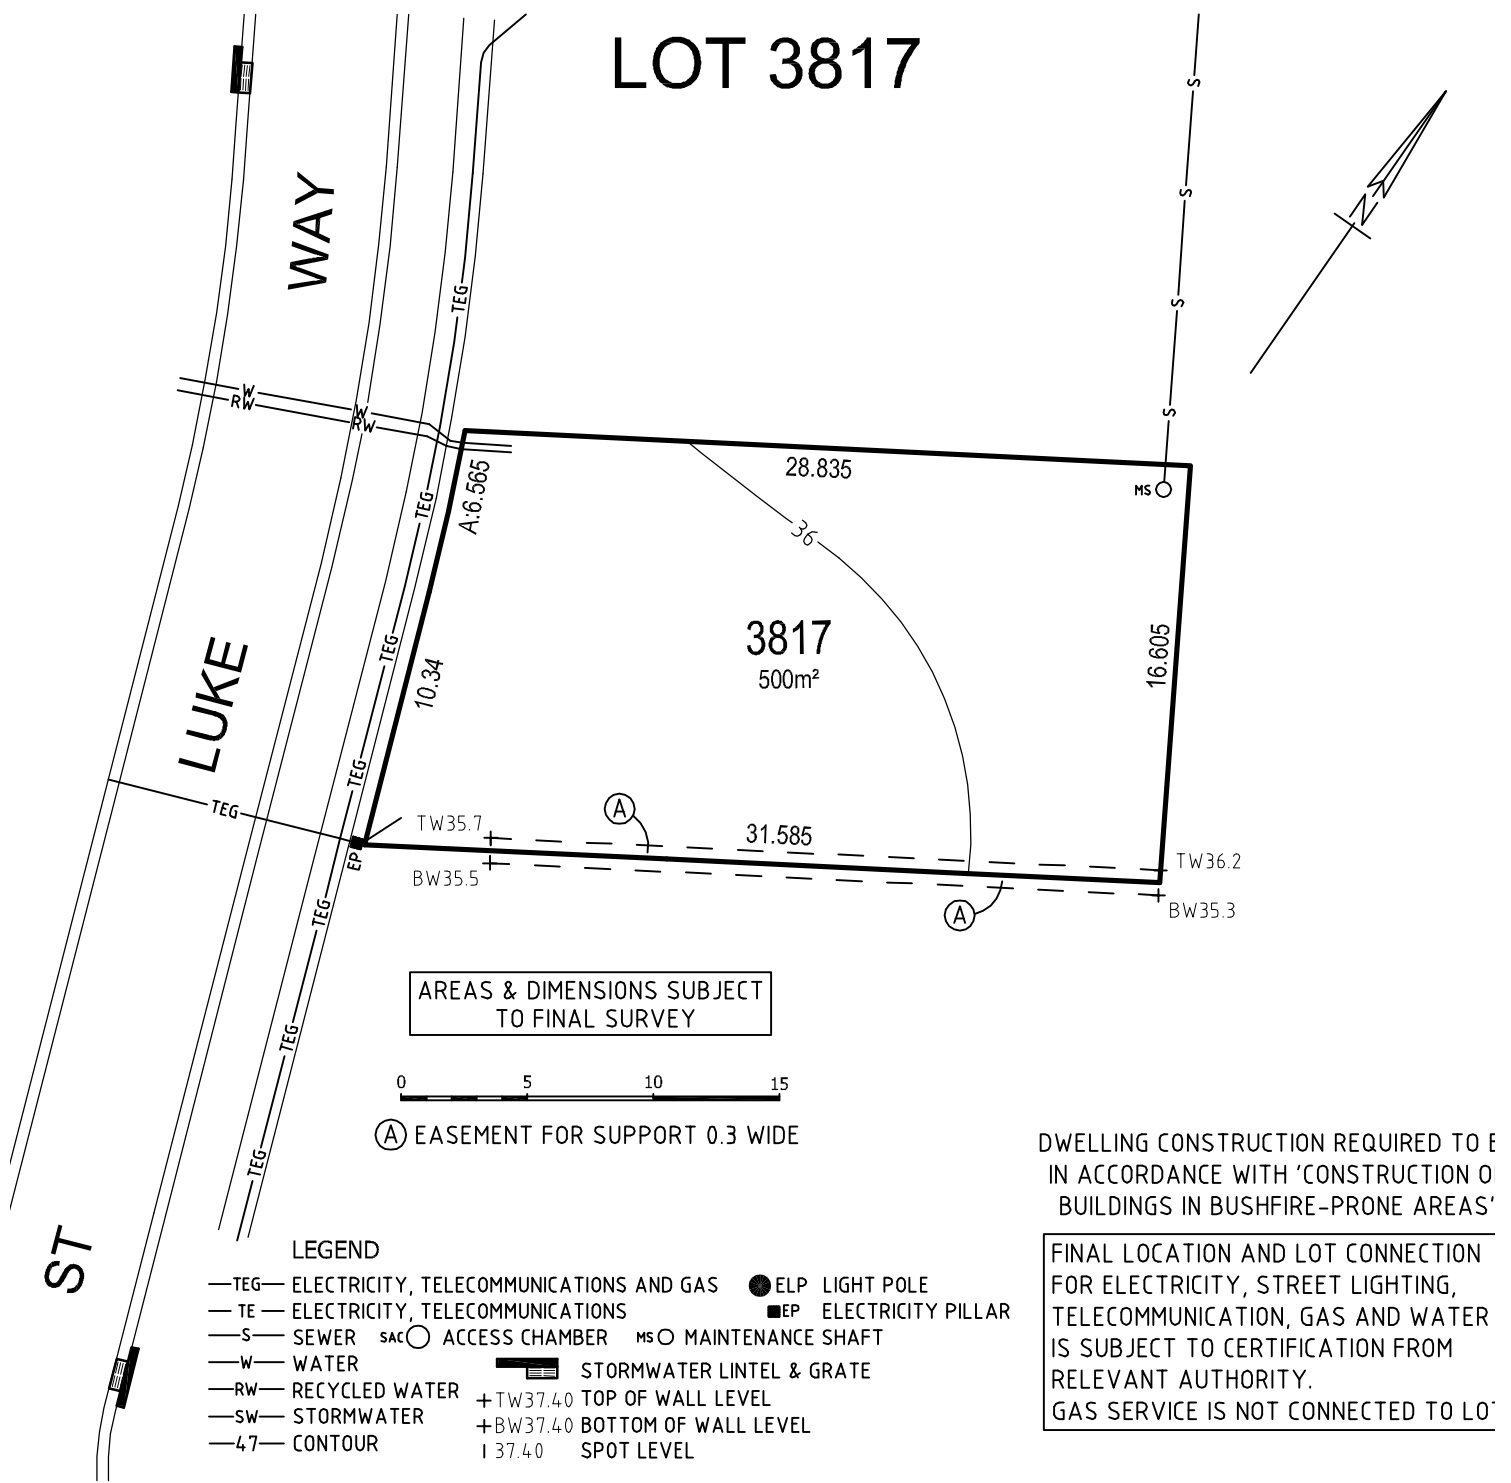 LOT 3817
S
S
S
S
WAY
N
TEG
W
RW
W
RW
A:6.565
28.835
MS
TEG
36
3817
500m²
16.605
TEG
10.34
LUKE
TEG
TEG
TW35.7
A
31.585
TW36.2
EP
BW35.5
A
BW35.3
TEG
AREAS & DIMENSIONS SUBJECT
TO FINAL SURVEY
TEG
0 5 10 15
A EASEMENT FOR SUPPORT 0.3 WIDE
TEG
ST
DWELLING CONSTRUCTION REQUIRED TO
IN ACCORDANCE WITH 'CONSTRUCTION
BUILDINGS IN BUSHFIRE-PRONE AREAS'
FINAL LOCATION AND LOT CONNECTION
FOR ELECTRICITY, STREET LIGHTING,
TELECOMMUNICATION, GAS AND WATER
IS SUBJECT TO CERTIFICATION FROM
RELEVANT AUTHORITY.
GAS SERVICE IS NOT CONNECTED TO LOT
LEGEND
TEG ELECTRICITY, TELECOMMUNICATIONS AND GAS ELP LIGHT POLE
TE ELECTRICITY, TELECOMMUNICATIONS EP ELECTRICITY PILLAR
S SEWER SAC ACCESS CHAMBER MS MAINTENANCE SHAFT
W WATER STORMWATER LINTEL & GRATE
RW RECYCLED WATER +TW37.40 TOP OF WALL LEVEL
SW STORMWATER +BW37.40 BOTTOM OF WALL LEVEL
47 CONTOUR 37.40 SPOT LEVEL